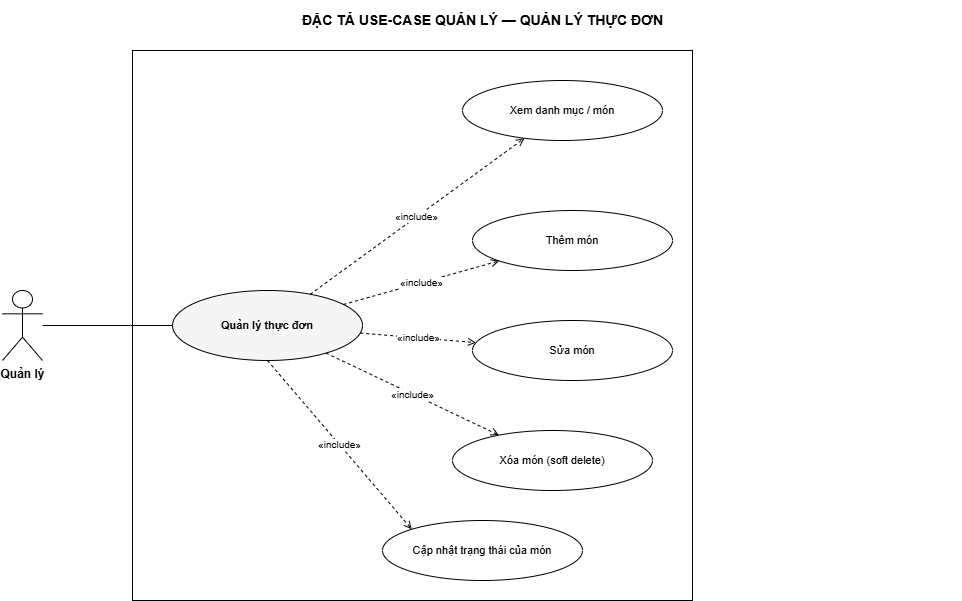 ĐẶC TẢ USE-CASE QUẢN LÝ — QUẢN LÝ THỰC ĐƠN
Xem danh mục / món
«include»
Thêm món
«include»
Quản lý thực đơn
«include»
Sửa món
Quản lý
«include»
«include»
Xóa món (soft delete)
Cập nhật trạng thái của món